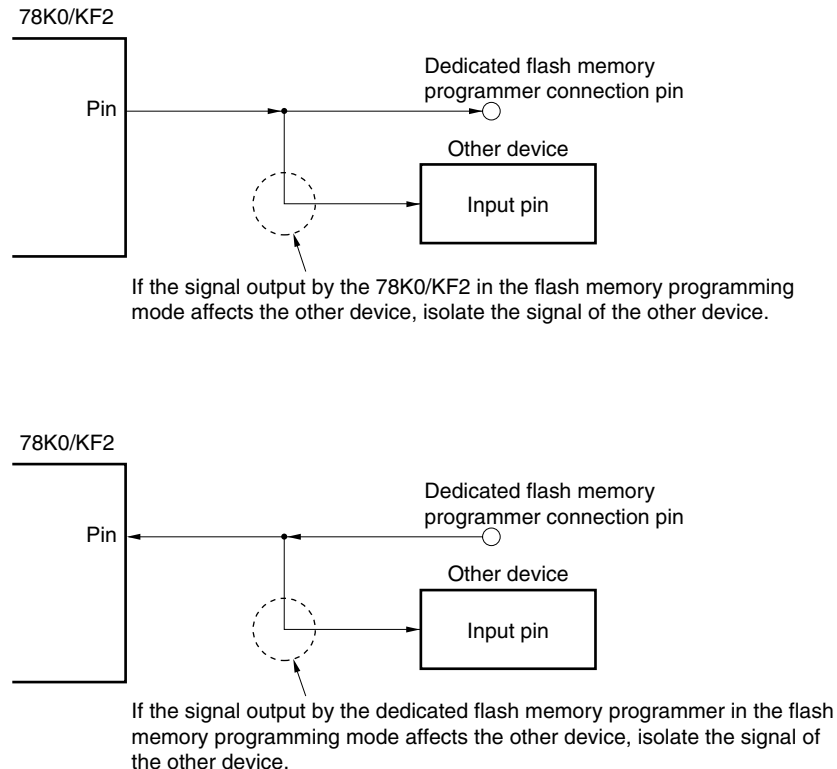 78K0/KF2
Dedicated flash memory
programmer connection pin
Pin
Other device
Input pin
If the signal output by the 78K0/KF2 in the flash memory programming
mode affects the other device, isolate the signal of the other device.
78K0/KF2
Dedicated flash memory
programmer connection pin
Pin
Other device
Input pin
If the signal output by the dedicated flash memory programmer in the flash
memory programming mode affects the other device, isolate the signal of
the other device.